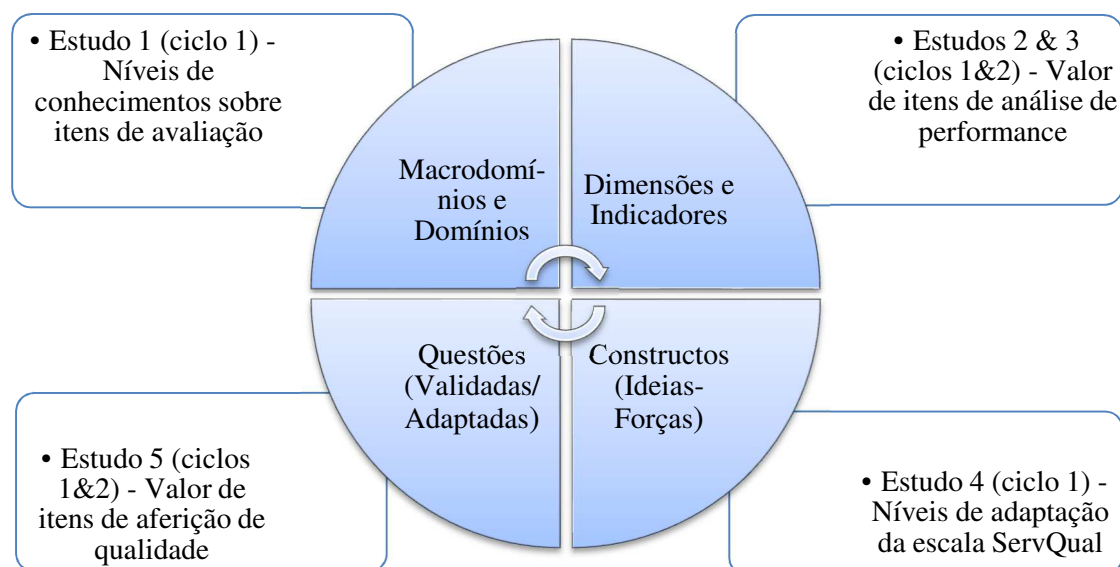 • Estudo 1 (ciclo 1) -
Níveis de
conhecimentos sobre
itens de avaliação
• Estudos 2 & 3
(ciclos 1&2) - Valor
de itens de análise de
performance
Macrodomí-
nios e
Domínios
Dimensões e
Indicadores
Questões
(Validadas/
Adaptadas)
Constructos
(Ideias-
Forças)
• Estudo 5 (ciclos
1&2) - Valor de
itens de aferição de
qualidade
• Estudo 4 (ciclo 1) -
Níveis de adaptação
da escala ServQual